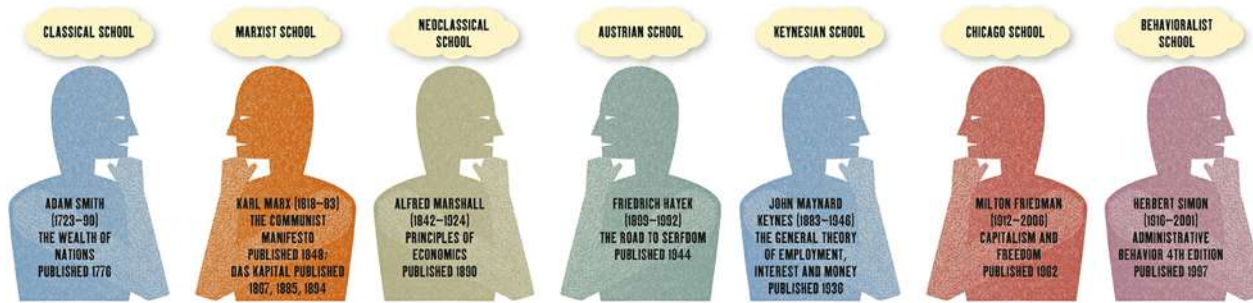 CLASSICAL SCHOOL
MARXIST SCHOOL
NEOCLASSICAL
SCHOOL
AUSTRIAN SCHOOL
KEYNESIAN SCHOOL
CHICAGO SCHOOL
BEHAVIORALIST
SCHOOL
ADAM SMITH
(1723–90)
THE WEALTH OF
NATIONS
PUBLISHED 1776
KARL MARX (1818–83)
THE COMMUNIST
MANIFESTO
PUBLISHED 1848;
DAS KAPITAL PUBLISHED
1867, 1885, 1894
ALFRED MARSHALL
(1842–1924)
PRINCIPLES OF
ECONOMICS
PUBLISHED 1890
FRIEDRICH HAYEK
(1899–1992)
THE ROAD TO SERFDOM
PUBLISHED 1944
JOHN MAYNARD
KEYNES (1883–1946)
THE GENERAL THEORY
OF EMPLOYMENT,
INTEREST AND MONEY
PUBLISHED 1936
MILTON FRIEDMAN
(1912–2006)
CAPITALISM AND
FREEDOM
PUBLISHED 1962
HERBERT SIMON
(1916–2001)
ADMINISTRATIVE
BEHAVIOR 4TH EDITION
PUBLISHED 1997